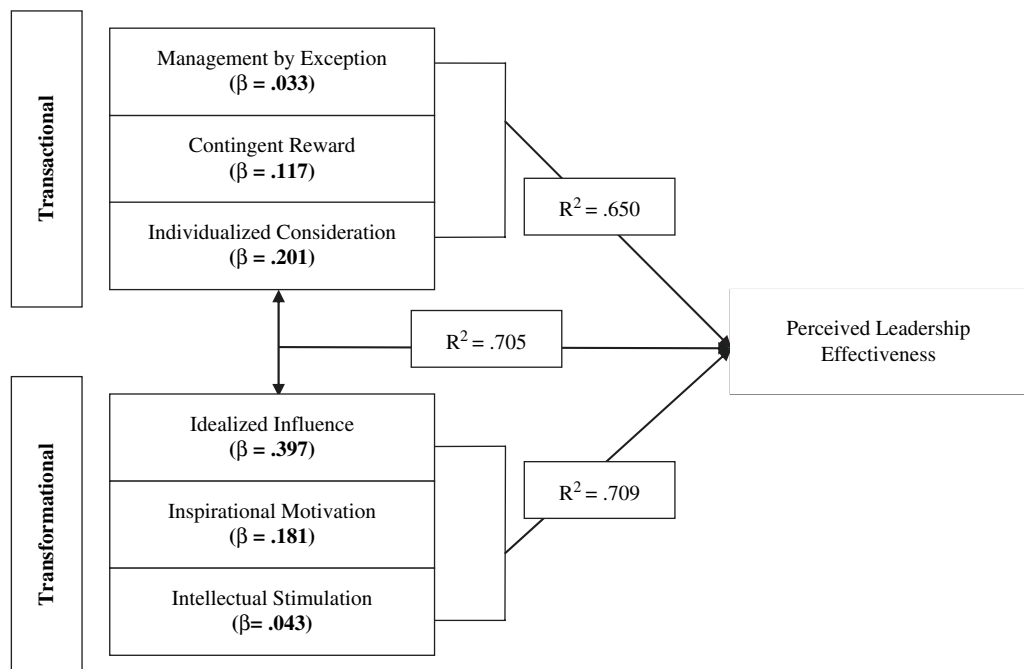 Transactional
Management by Exception
(β = .033)
Contingent Reward
(β = .117)
Individualized Consideration
(β = .201)
R² = .650
R² = .705
Perceived Leadership
Effectiveness
Transformational
Idealized Influence
(β = .397)
Inspirational Motivation
(β = .181)
Intellectual Stimulation
(β= .043)
R² = .709